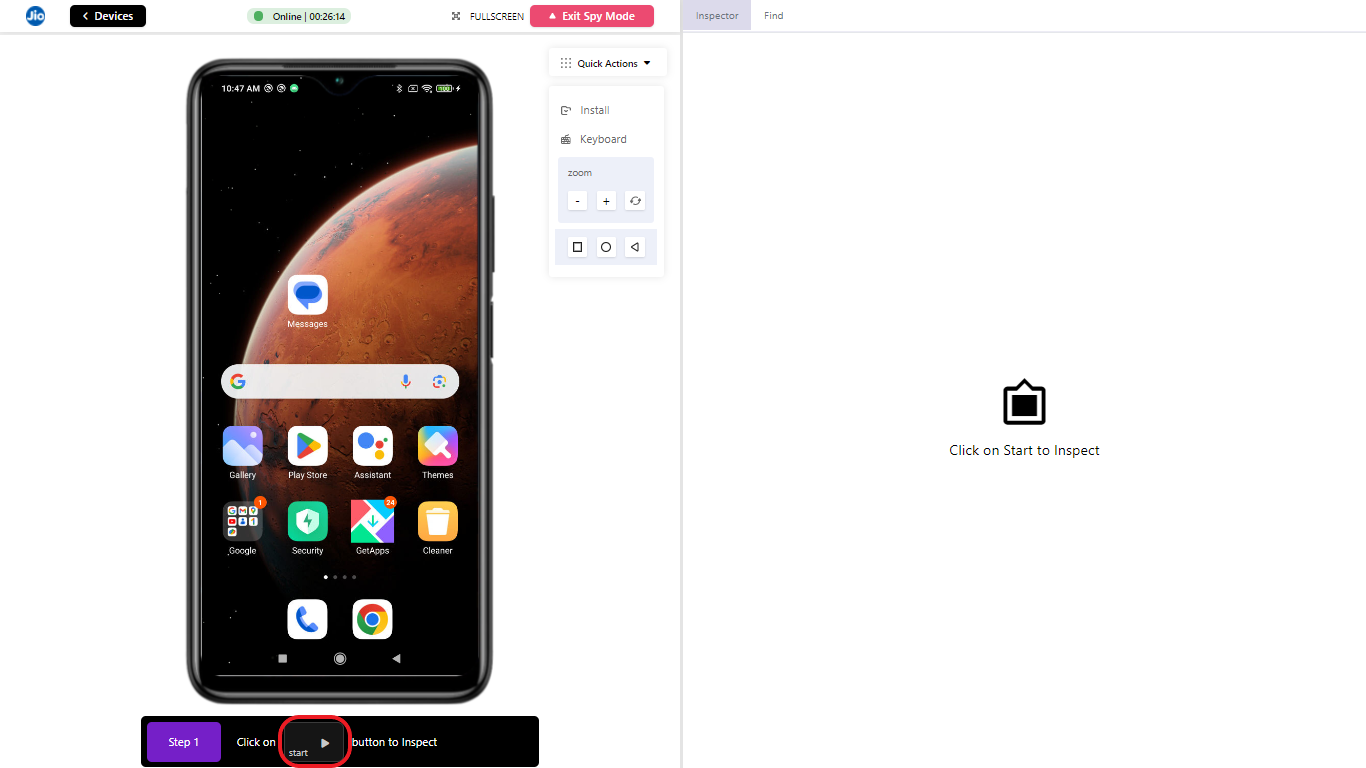 Jio
Devices
Online | 00:26:14
FULLSCREEN
Exit Spy Mode
Inspector
Find
Quick Actions
Install
Keyboard
zoom
-
+
10:47 AM
100
Messages
Gallery
Play Store
Assistant
Themes
1
24
Google
Security
GetApps
Cleaner
Click on Start to Inspect
Step 1
Click on
start
button to Inspect